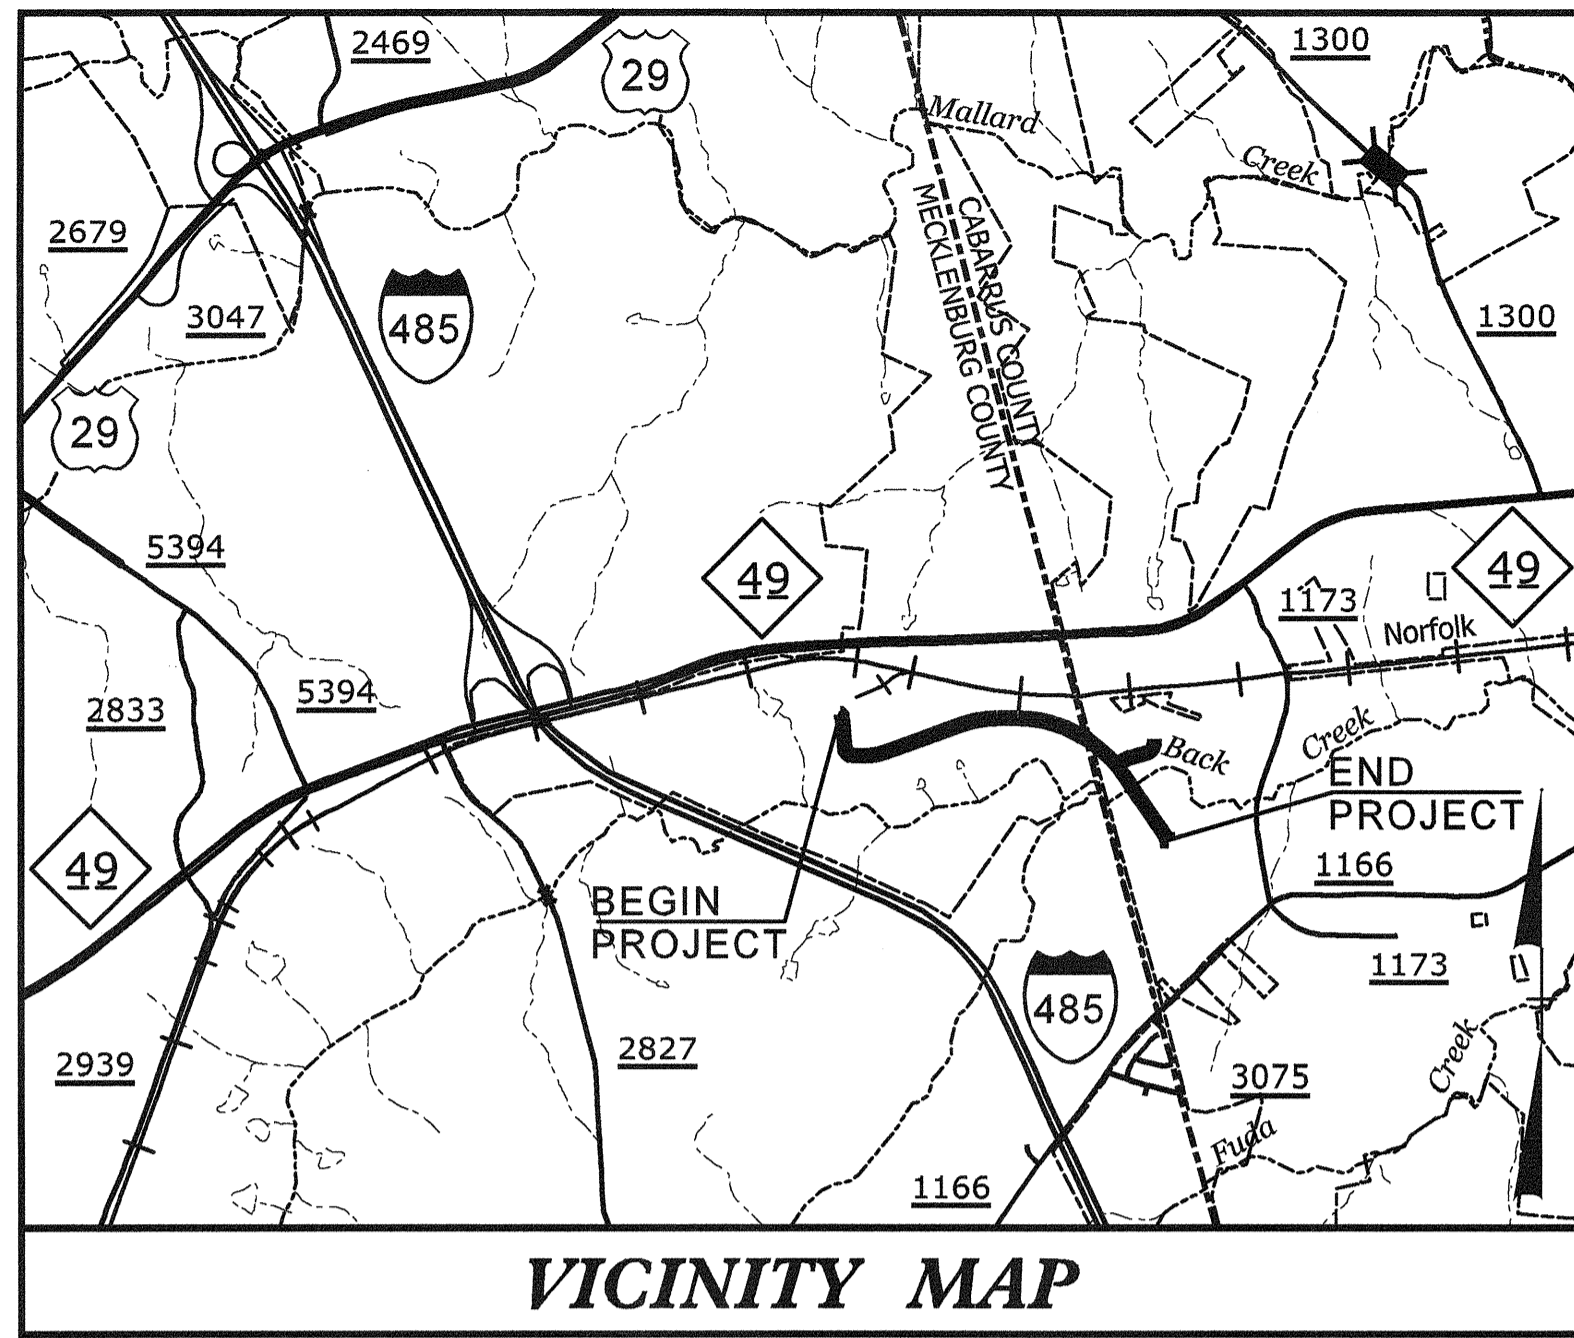 2469
29
1300
Mallard
Creek
2679
3047
485
CABARRUS COUNTY
MECKLENBURG COUNTY
1300
29
5394
49
49
1173
Norfolk
2833
5394
Creek
Back
END
PROJECT
49
1166
BEGIN
PROJECT
1173
485
2939
2827
3075
Creek
Fuda
1166
VICINITY MAP